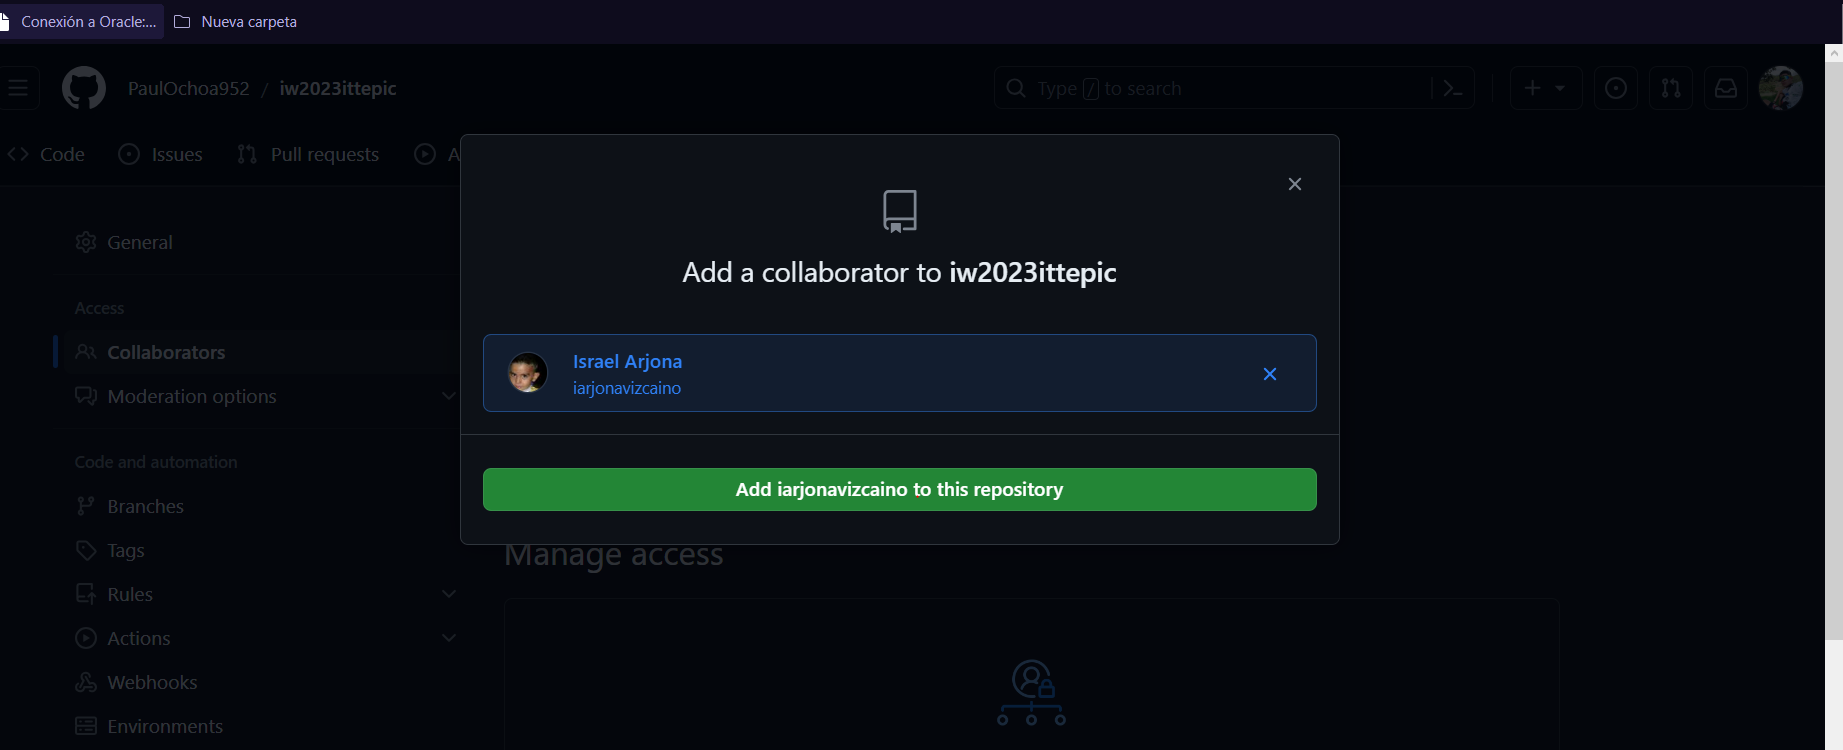 Conexión a Oracle:...
Nueva carpeta
PaulOchoa952 / iw2023ittepic
Type / to search
Code
Issues
Pull requests
A
Add a collaborator to iw2023ittepic
Israel Arjona
iarjonavizcaino
Add iarjonavizcaino to this repository
General
Access
Collaborators
Moderation options
Code and automation
Branches
Tags
Rules
Actions
Webhooks
Environments
Manage access